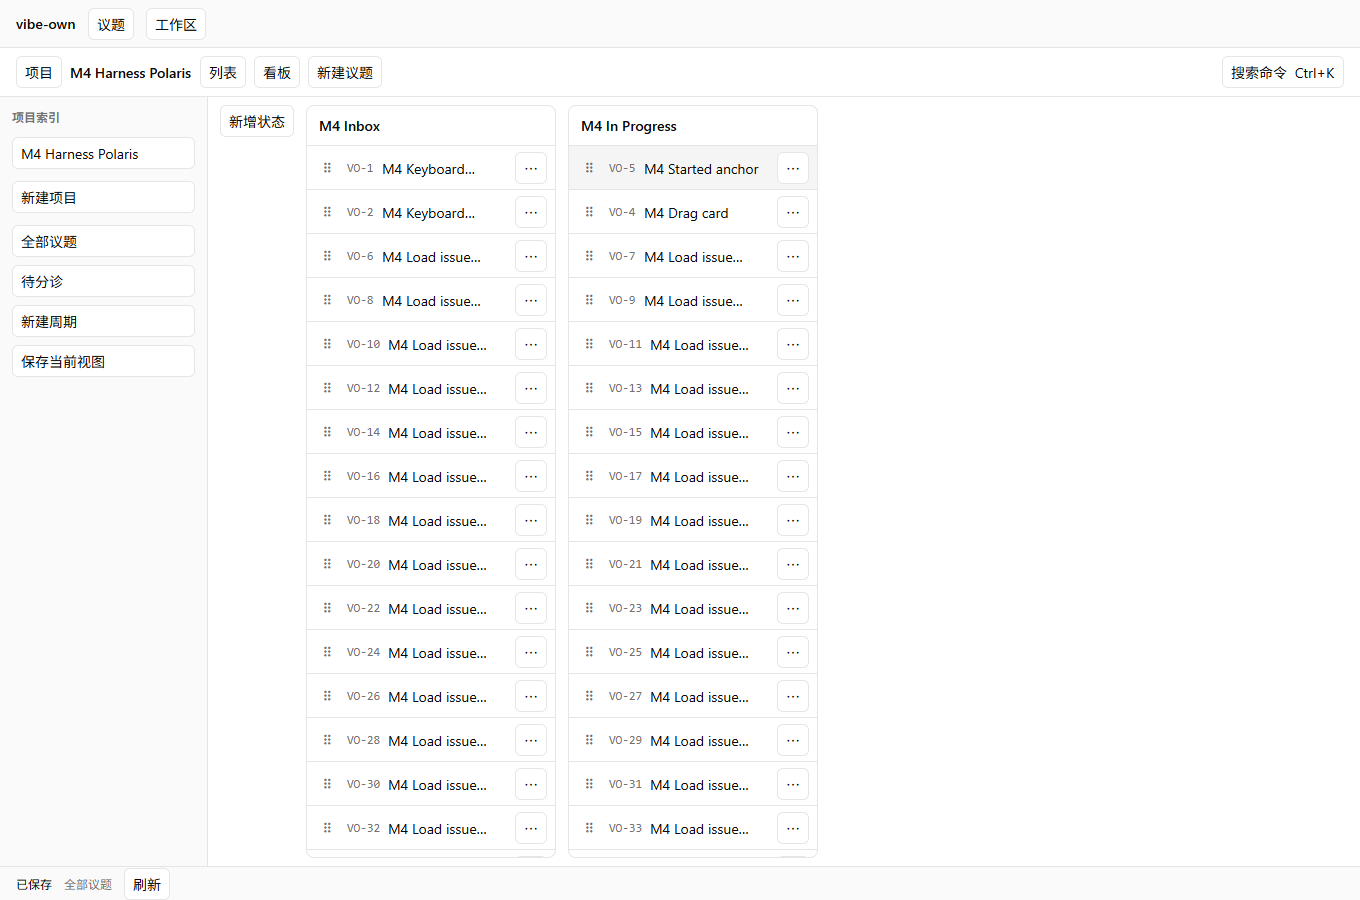 vibe-own 议题 工作区
项目 M4 Harness Polaris 列表 看板 新建议题 搜索命令 Ctrl+K
项目索引
M4 Harness Polaris
新建项目
全部议题
待分诊
新建周期
保存当前视图
新增状态
M4 Inbox
VO-1 M4 Keyboard... ...
VO-2 M4 Keyboard... ...
VO-6 M4 Load issue... ...
VO-8 M4 Load issue... ...
VO-10 M4 Load issue... ...
VO-12 M4 Load issue... ...
VO-14 M4 Load issue... ...
VO-16 M4 Load issue... ...
VO-18 M4 Load issue... ...
VO-20 M4 Load issue... ...
VO-22 M4 Load issue... ...
VO-24 M4 Load issue... ...
VO-26 M4 Load issue... ...
VO-28 M4 Load issue... ...
VO-30 M4 Load issue... ...
VO-32 M4 Load issue... ...
M4 In Progress
VO-5 M4 Started anchor ...
VO-4 M4 Drag card ...
VO-7 M4 Load issue... ...
VO-9 M4 Load issue... ...
VO-11 M4 Load issue... ...
VO-13 M4 Load issue... ...
VO-15 M4 Load issue... ...
VO-17 M4 Load issue... ...
VO-19 M4 Load issue... ...
VO-21 M4 Load issue... ...
VO-23 M4 Load issue... ...
VO-25 M4 Load issue... ...
VO-27 M4 Load issue... ...
VO-29 M4 Load issue... ...
VO-31 M4 Load issue... ...
VO-33 M4 Load issue... ...
已保存 全部议题 刷新